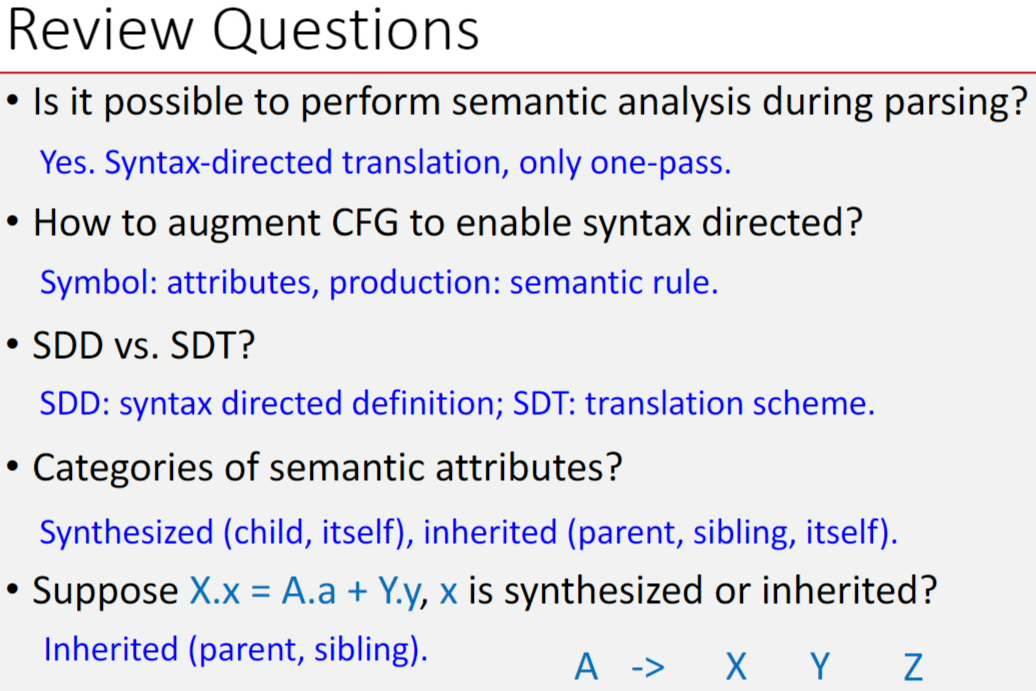 Review Questions
• Is it possible to perform semantic analysis during parsing?
Yes. Syntax-directed translation, only one-pass.
• How to augment CFG to enable syntax directed?
Symbol: attributes, production: semantic rule.
• SDD vs. SDT?
SDD: syntax directed definition; SDT: translation scheme.
• Categories of semantic attributes?
Synthesized (child, itself), inherited (parent, sibling, itself).
• Suppose X.x = A.a + Y.y, x is synthesized or inherited?
Inherited (parent, sibling).
A -> X Y Z